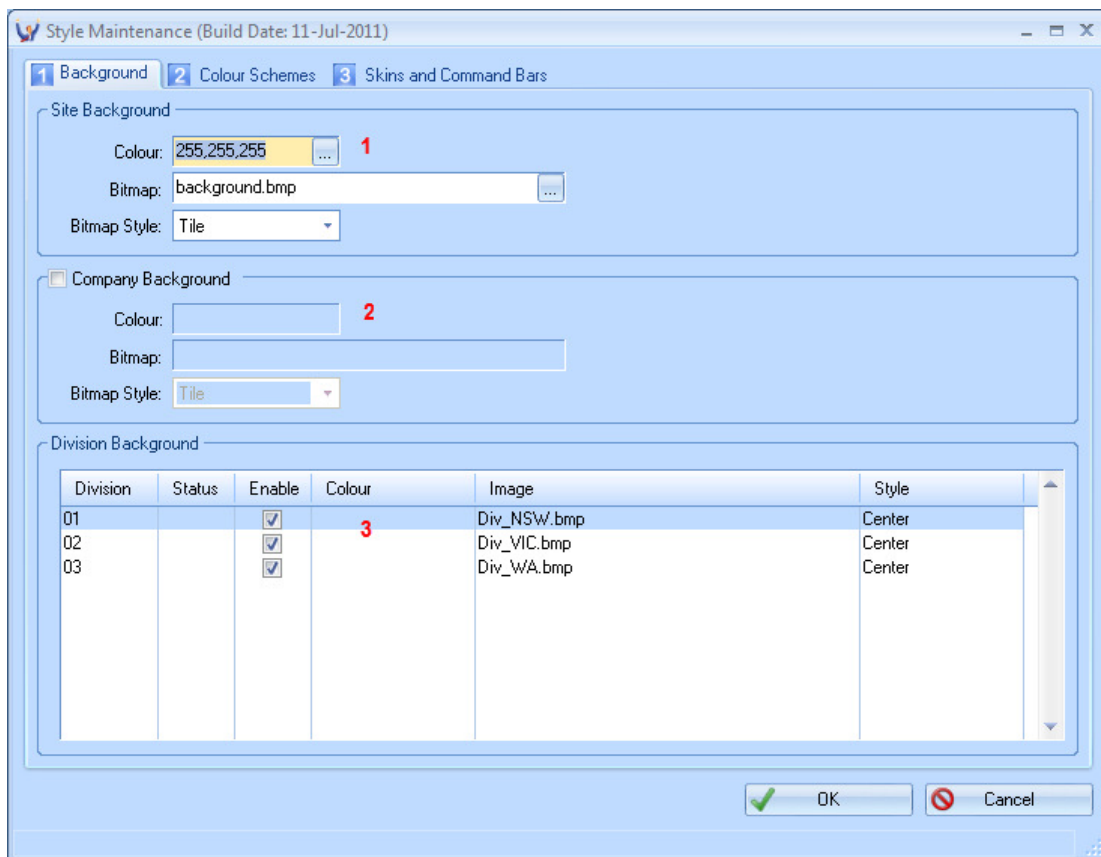 Style Maintenance (Build Date: 11-Jul-2011)
1 Background 2 Colour Schemes 3 Skins and Command Bars
Site Background
Colour: 255,255,255 ... 1
Bitmap: background.bmp ...
Bitmap Style: Tile
Company Background
Colour: 2
Bitmap:
Bitmap Style: Tile
Division Background
Division Status Enable Colour Image Style
01 Div_NSW.bmp Center
3
02 Div_VIC.bmp Center
03 Div_WA.bmp Center
OK Cancel